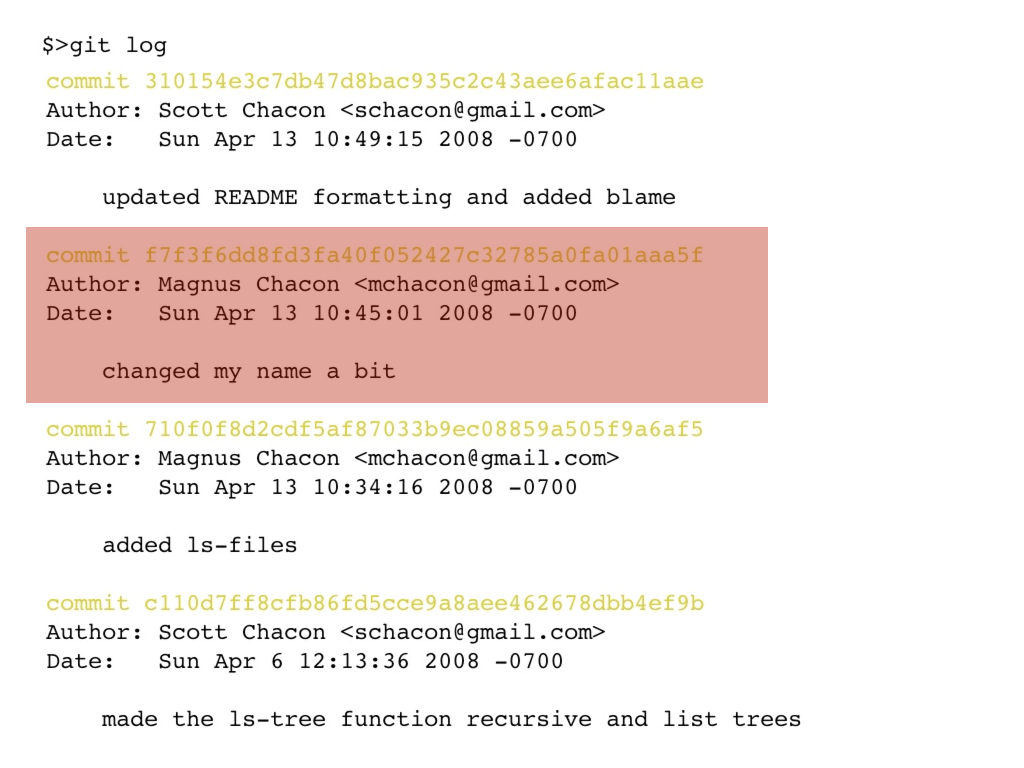 $>git log
commit 310154e3c7db47d8bac935c2c43aee6afac11aae
Author: Scott Chacon <schacon@gmail.com>
Date:   Sun Apr 13 10:49:15 2008 -0700
    updated README formatting and added blame
commit f7f3f6dd8fd3fa40f052427c32785a0fa01aaa5f
Author: Magnus Chacon <mchacon@gmail.com>
Date:   Sun Apr 13 10:45:01 2008 -0700
    changed my name a bit
commit 710f0f8d2cdf5af87033b9ec08859a505f9a6af5
Author: Magnus Chacon <mchacon@gmail.com>
Date:   Sun Apr 13 10:34:16 2008 -0700
    added ls-files
commit c110d7ff8cfb86fd5cce9a8aee462678dbb4ef9b
Author: Scott Chacon <schacon@gmail.com>
Date:   Sun Apr 6 12:13:36 2008 -0700
    made the ls-tree function recursive and list trees